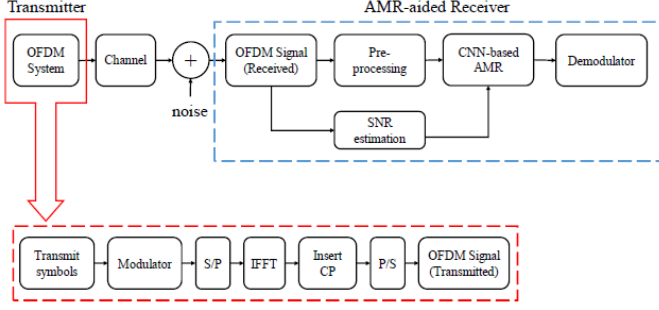 Transmitter
AMR-aided Receiver
OFDM
System
Channel
+
noise
OFDM Signal
(Received)
Pre-
processing
CNN-based
AMR
Demodulator
SNR
estimation
Transmit
symbols
Modulator
S/P
IFFT
Insert
CP
P/S
OFDM Signal
(Transmitted)